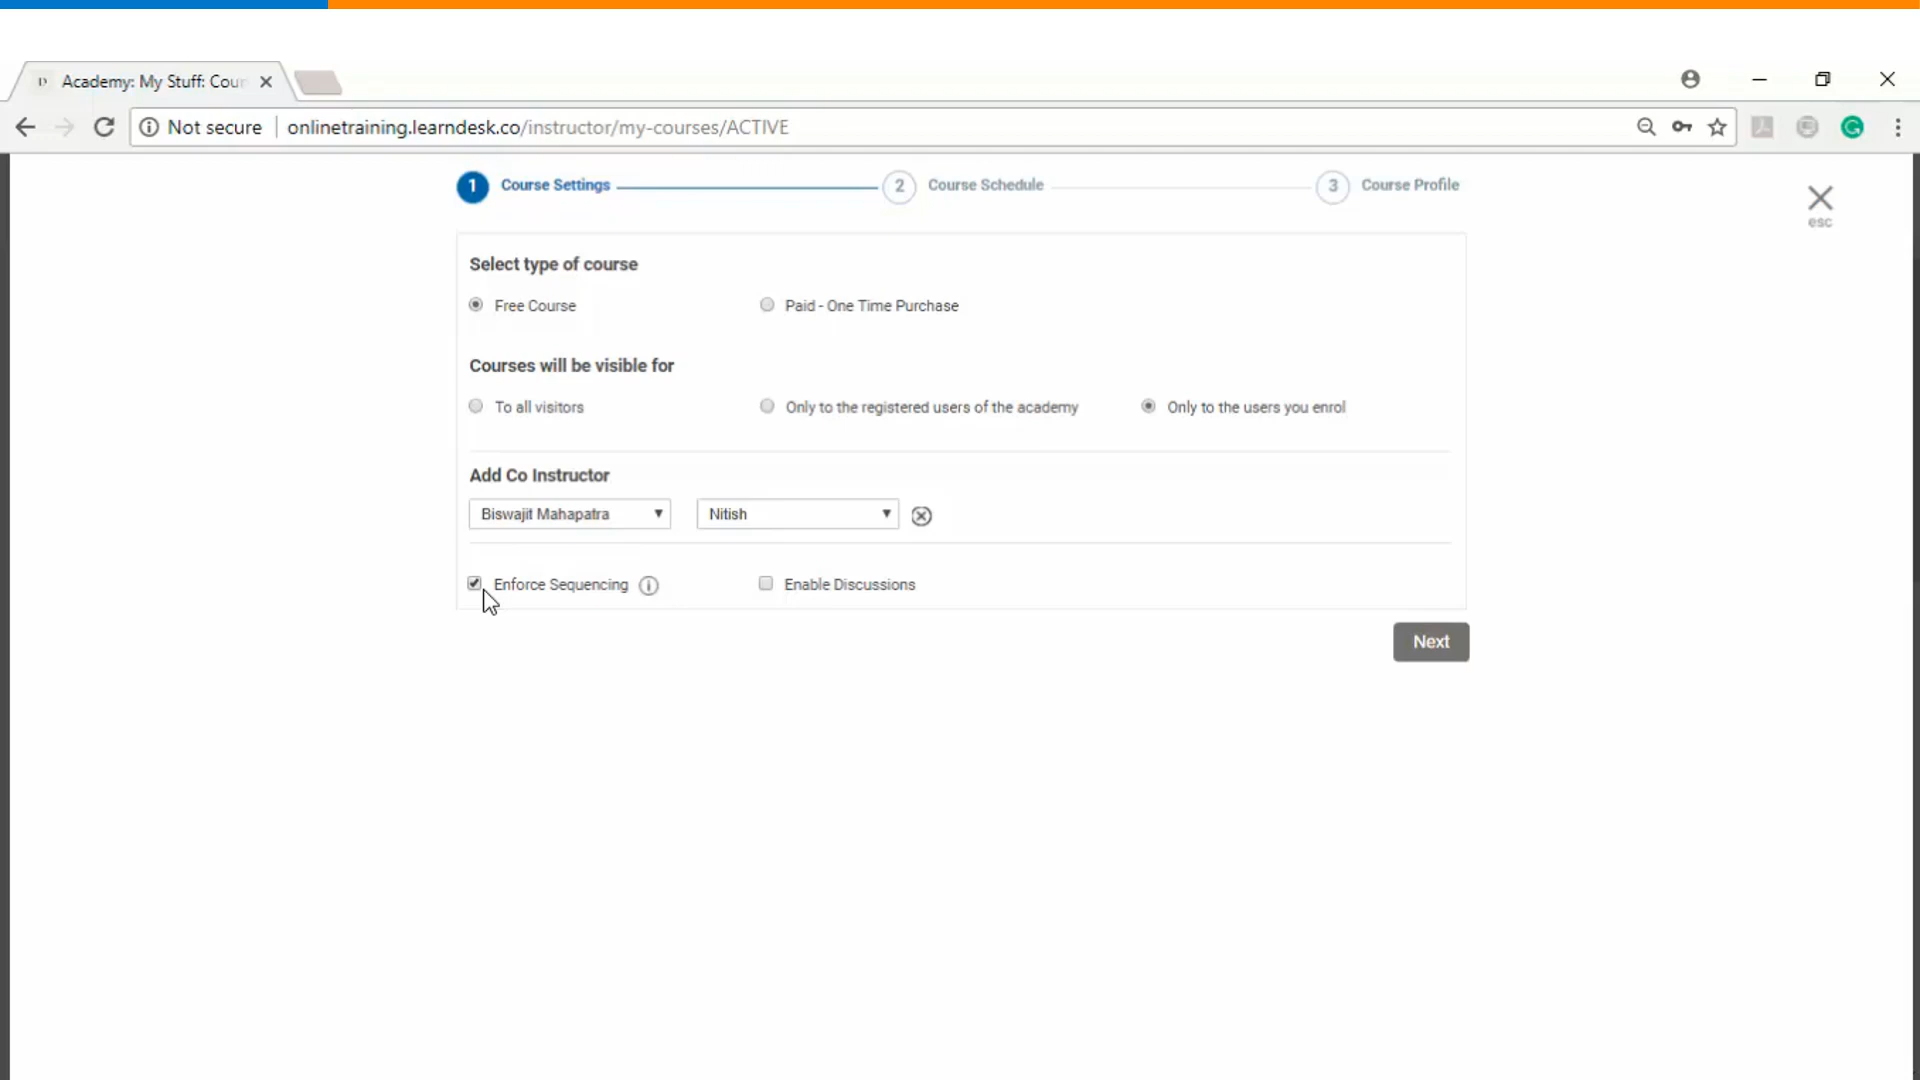 Academy: My Stuff: Cour
Not secure onlinetraining.learndesk.co/instructor/my-courses/ACTIVE
1 Course Settings 2 Course Schedule 3 Course Profile
esc
Select type of course
Free Course Paid - One Time Purchase
Courses will be visible for
To all visitors Only to the registered users of the academy Only to the users you enrol
Add Co Instructor
Biswajit Mahapatra Nitish
Enforce Sequencing Enable Discussions
Next